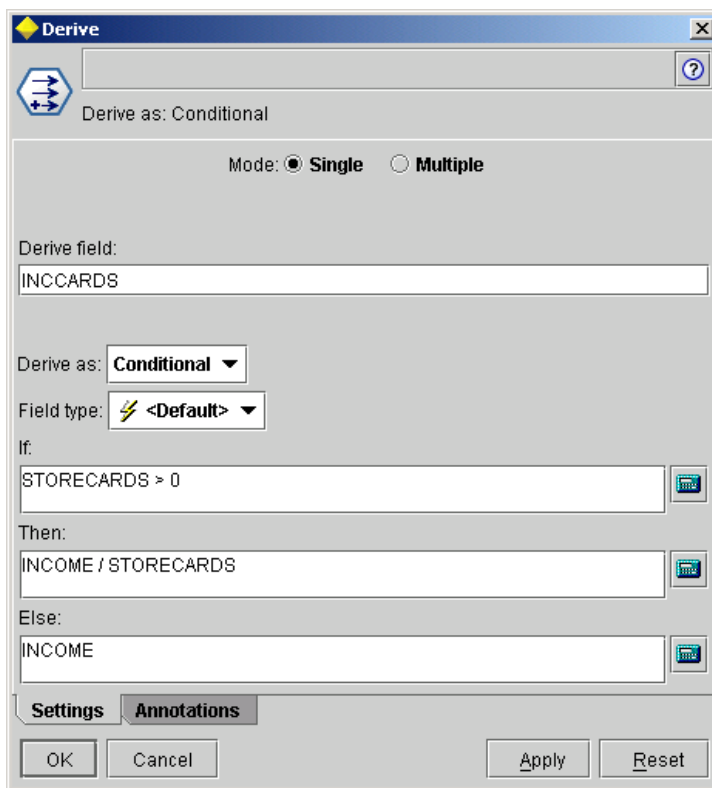 Derive
Derive as: Conditional
Mode: Single Multiple
Derive field:
INCCARDS
Derive as: Conditional
Field type: <Default>
If:
STORECARDS > 0
Then:
INCOME / STORECARDS
Else:
INCOME
Settings Annotations
OK Cancel Apply Reset